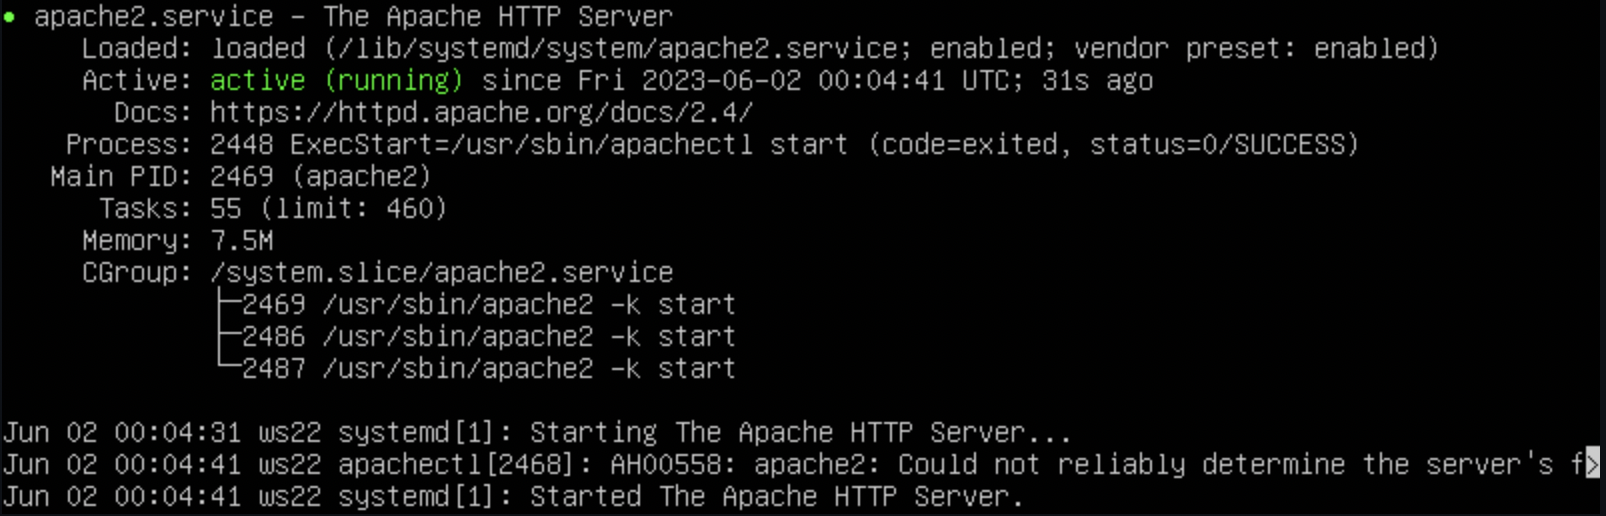 ● apache2.service - The Apache HTTP Server
Loaded: loaded (/lib/systemd/system/apache2.service; enabled; vendor preset: enabled)
Active: active (running) since Fri 2023-06-02 00:04:41 UTC; 31s ago
Docs: https://httpd.apache.org/docs/2.4/
Process: 2448 ExecStart=/usr/sbin/apachectl start (code=exited, status=0/SUCCESS)
Main PID: 2469 (apache2)
Tasks: 55 (limit: 460)
Memory: 7.5M
CGroup: /system.slice/apache2.service
├─2469 /usr/sbin/apache2 -k start
├─2486 /usr/sbin/apache2 -k start
└─2487 /usr/sbin/apache2 -k start
Jun 02 00:04:31 ws22 systemd[1]: Starting The Apache HTTP Server...
Jun 02 00:04:41 ws22 apachectl[2468]: AH00558: apache2: Could not reliably determine the server's f>
Jun 02 00:04:41 ws22 systemd[1]: Started The Apache HTTP Server.